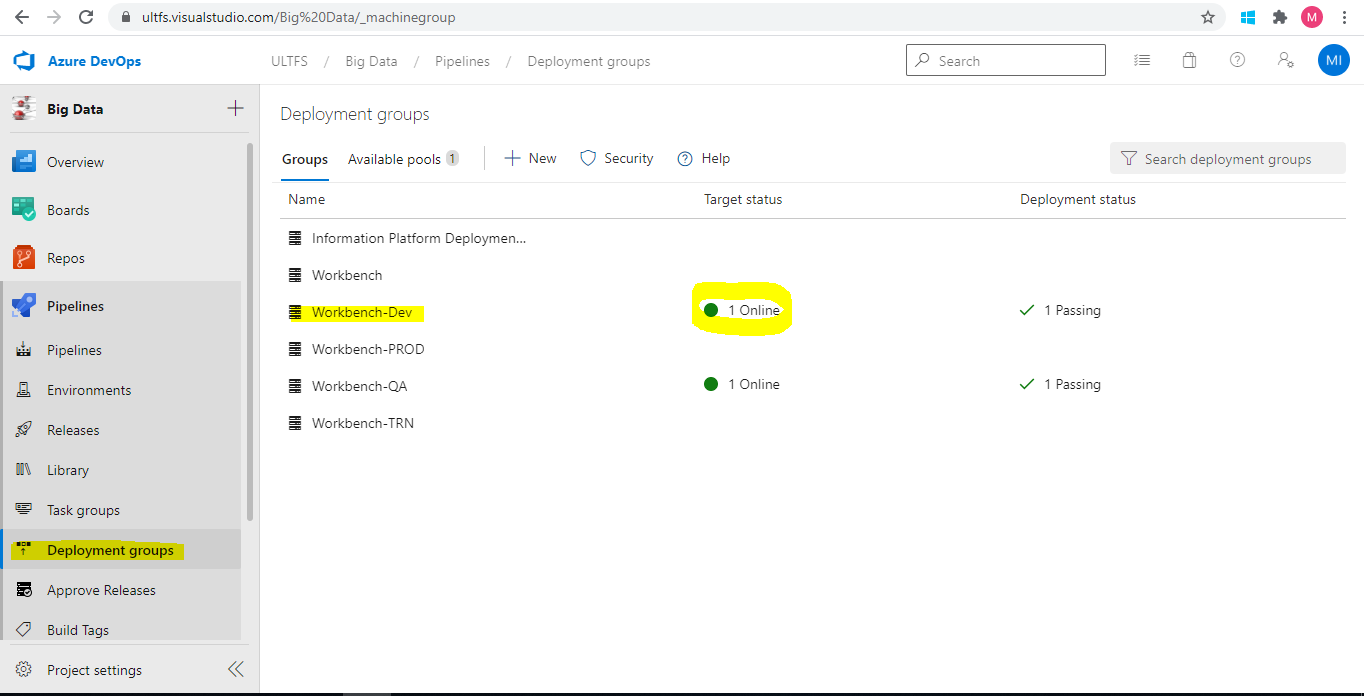 ultfs.visualstudio.com/Big%20Data/_machinegroup
M
Azure DevOps
ULTFS / Big Data / Pipelines / Deployment groups
Search
MI
Big Data
Overview
Boards
Repos
Pipelines
Pipelines
Environments
Releases
Library
Task groups
Deployment groups
Approve Releases
Build Tags
Project settings
Deployment groups
Groups Available pools 1 New Security Help
Search deployment groups
Name Target status Deployment status
Information Platform Deploymen...
Workbench
Workbench-Dev 1 Online 1 Passing
Workbench-PROD
Workbench-QA 1 Online 1 Passing
Workbench-TRN